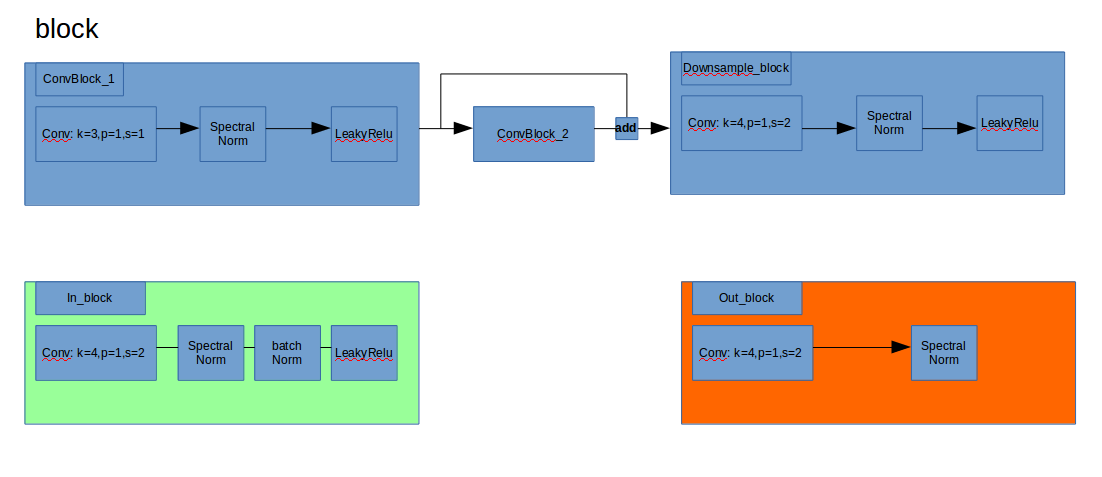 block
ConvBlock_1
Conv: k=3,p=1,s=1
Spectral
Norm
LeakyRelu
ConvBlock_2
add
Downsample_block
Conv: k=4,p=1,s=2
Spectral
Norm
LeakyRelu
In_block
Conv: k=4,p=1,s=2
Spectral
Norm
batch
Norm
LeakyRelu
Out_block
Conv: k=4,p=1,s=2
Spectral
Norm